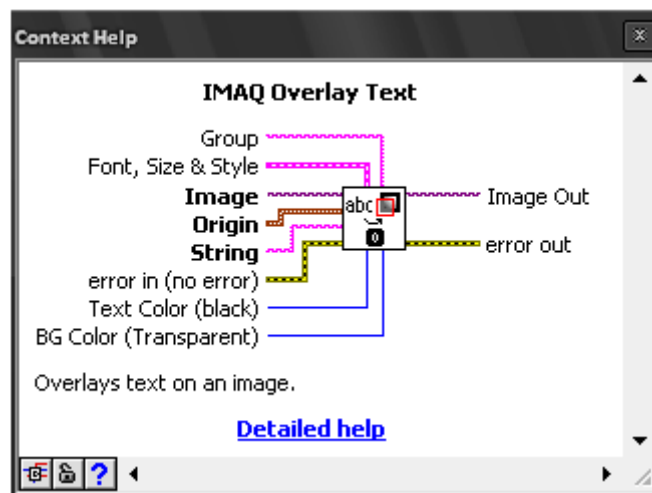 Context Help
IMAQ Overlay Text
Group
Font, Size & Style
Image
Image Out
Origin
String
error out
error in (no error)
Text Color (black)
BG Color (Transparent)
abc
0
Overlays text on an image.
Detailed help
?